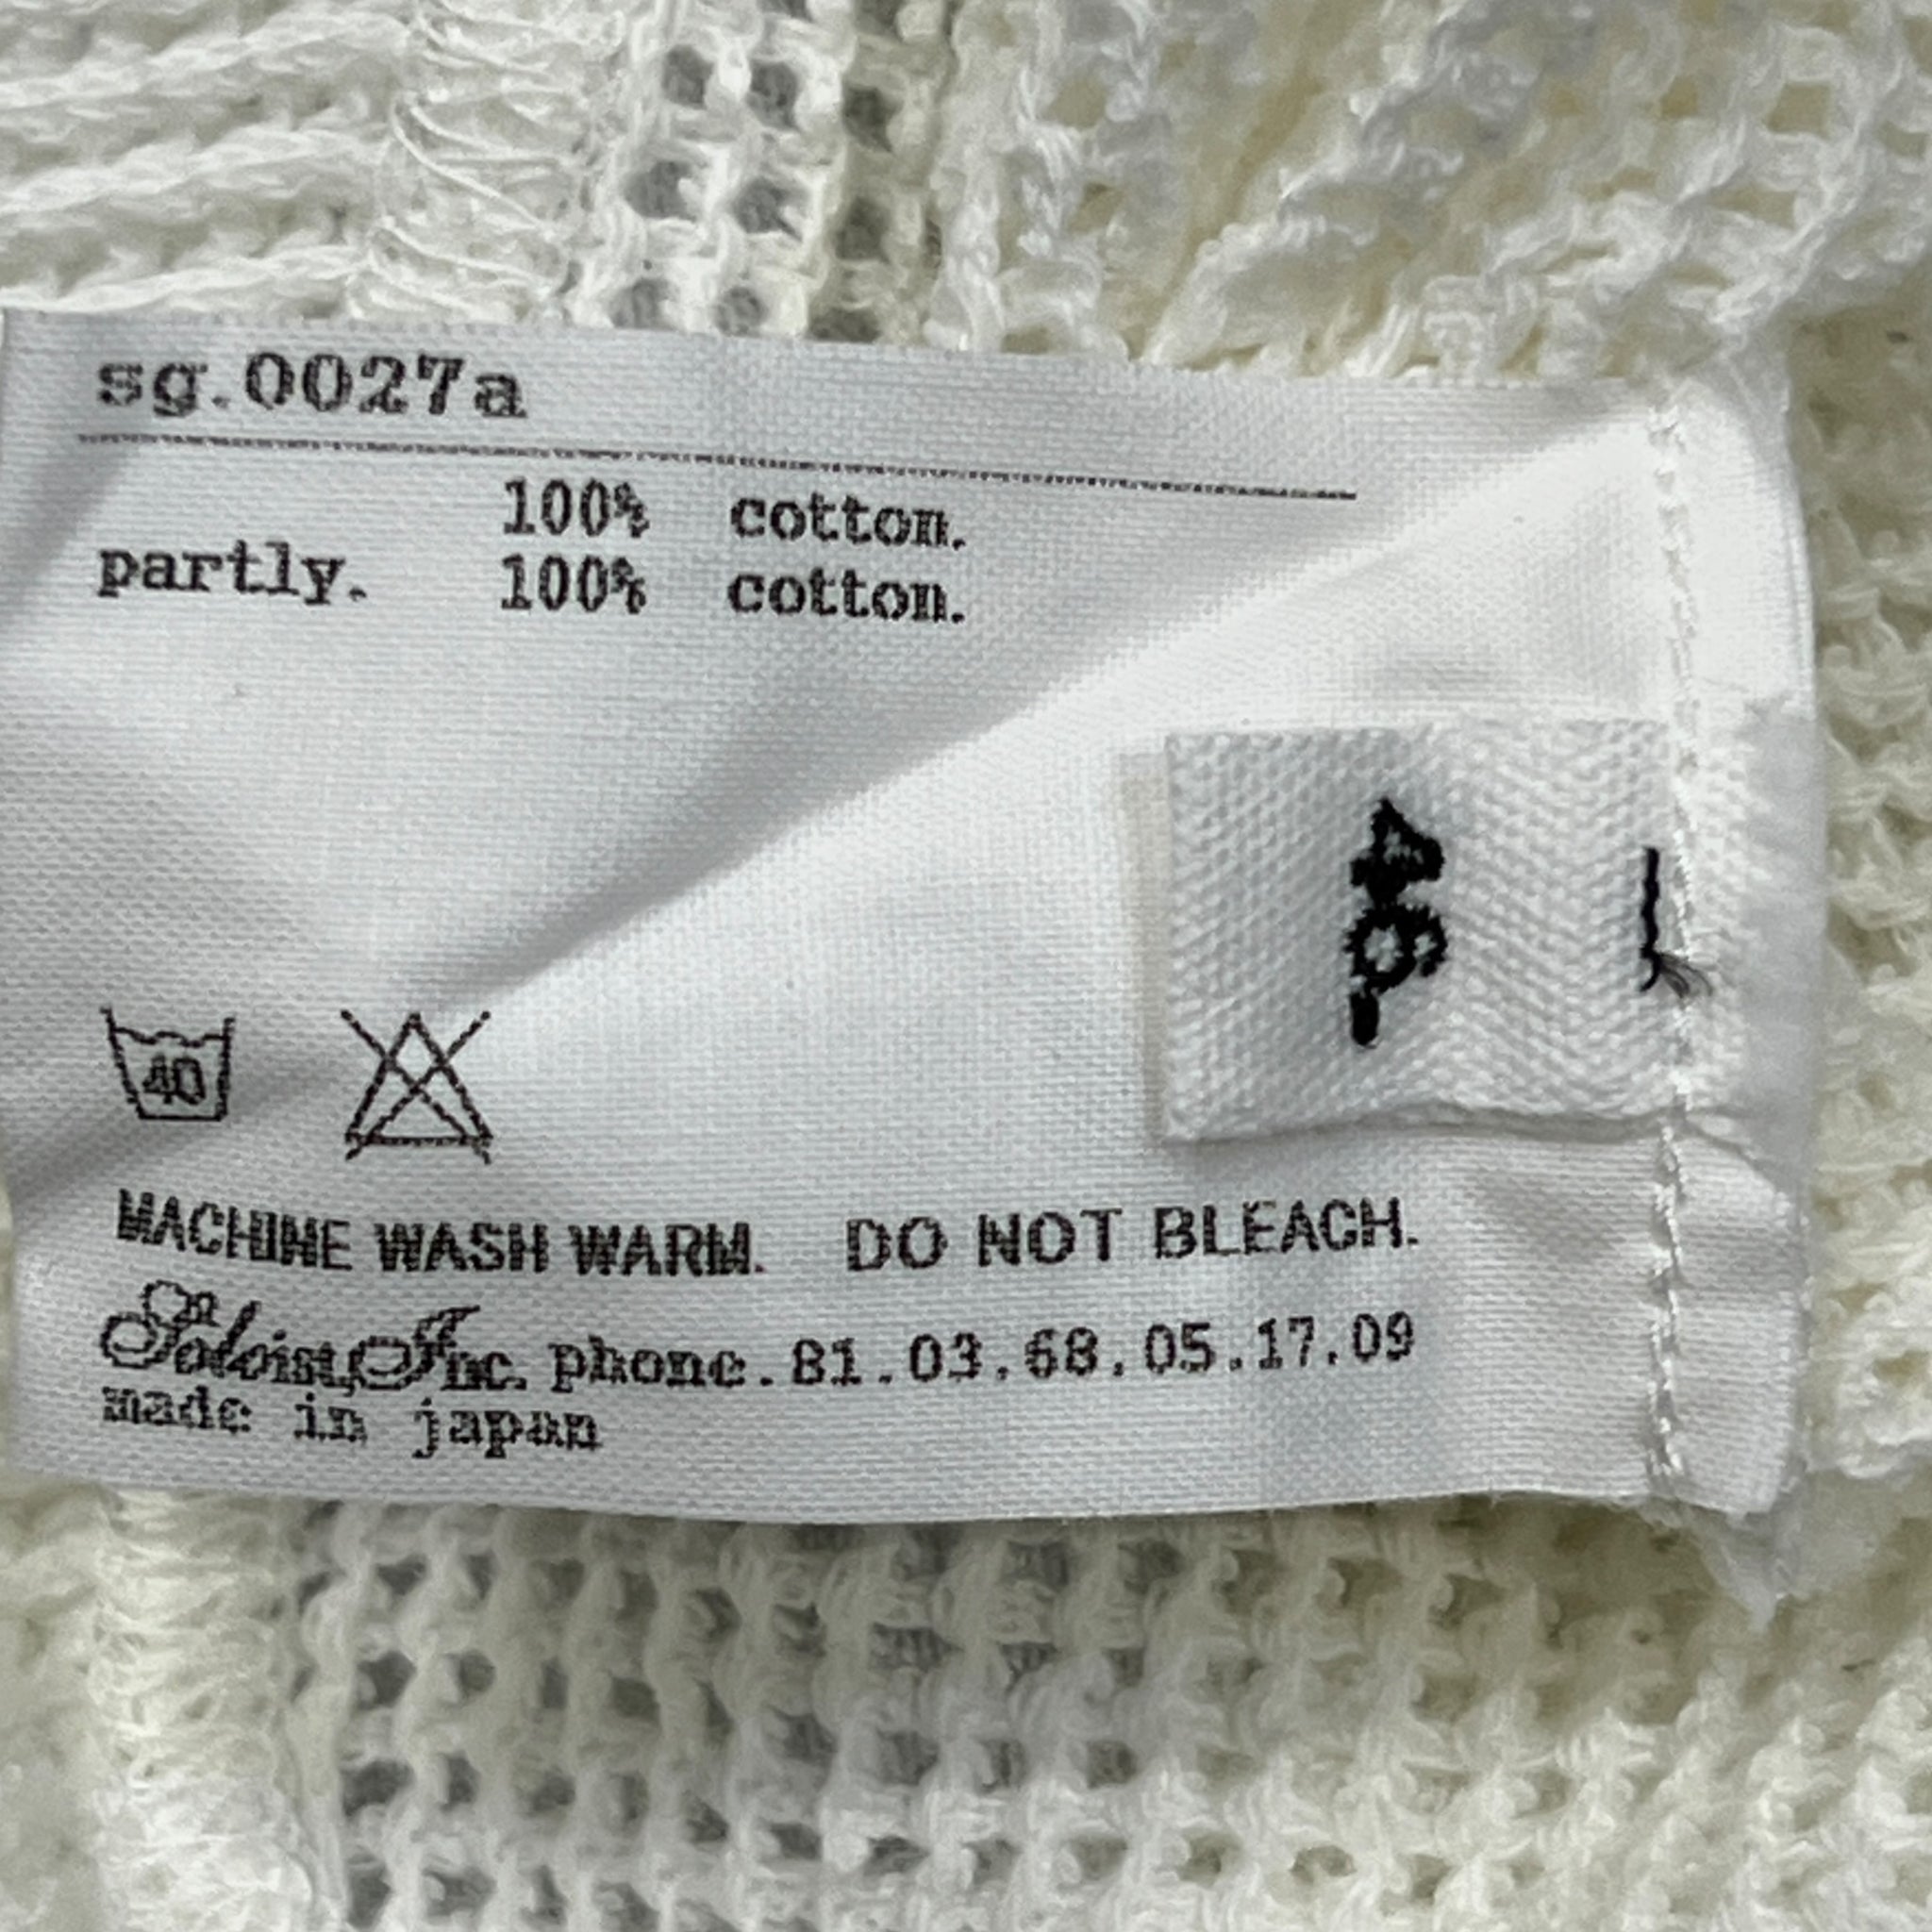 sg.0027a
100% cotton.
partly. 100% cotton.
46-
40
MACHINE WASH WARM. DO NOT BLEACH.
Soloist, Inc. phone.81.03.68.05.17.09
made in japan